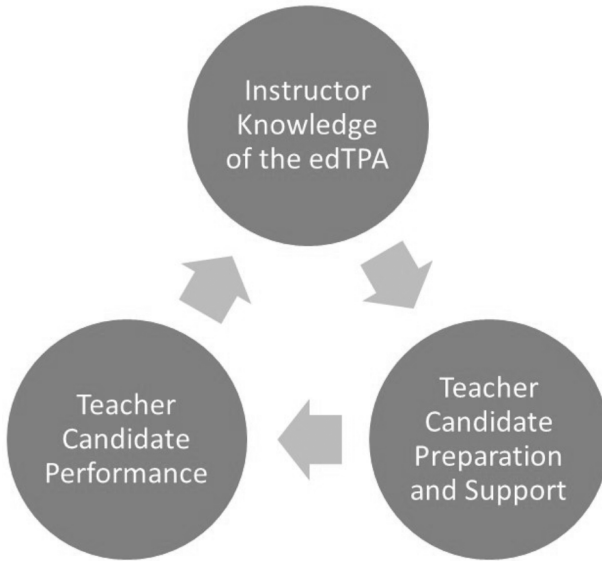 Instructor
Knowledge
of the edTPA
Teacher
Candidate
Preparation
and Support
Teacher
Candidate
Performance